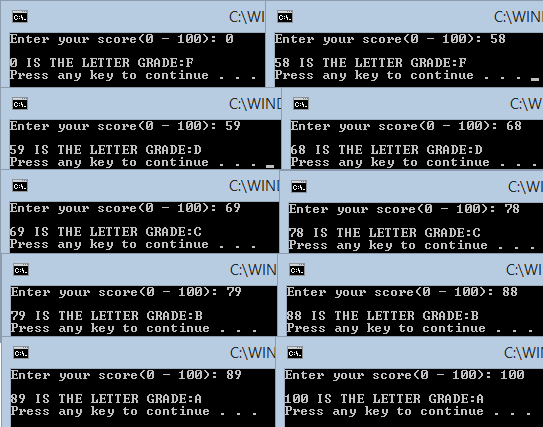 C:\WIN
Enter your score(0 - 100): 0
0 IS THE LETTER GRADE:F
Press any key to continue . . .
C:\WIN
Enter your score(0 - 100): 58
58 IS THE LETTER GRADE:F
Press any key to continue . . . _
C:\WIND
Enter your score(0 - 100): 59
59 IS THE LETTER GRADE:D
Press any key to continue . . . _
C:\W
Enter your score(0 - 100): 68
68 IS THE LETTER GRADE:D
Press any key to continue . . .
C:\WIND
Enter your score(0 - 100): 69
69 IS THE LETTER GRADE:C
Press any key to continue . . .
C:\W
Enter your score(0 - 100): 78
78 IS THE LETTER GRADE:C
Press any key to continue . . .
C:\WIN
Enter your score(0 - 100): 79
79 IS THE LETTER GRADE:B
Press any key to continue . . .
C:\WI
Enter your score(0 - 100): 88
88 IS THE LETTER GRADE:B
Press any key to continue . . .
C:\WIN
Enter your score(0 - 100): 89
89 IS THE LETTER GRADE:A
Press any key to continue . . .
C:\WI
Enter your score(0 - 100): 100
100 IS THE LETTER GRADE:A
Press any key to continue . . .